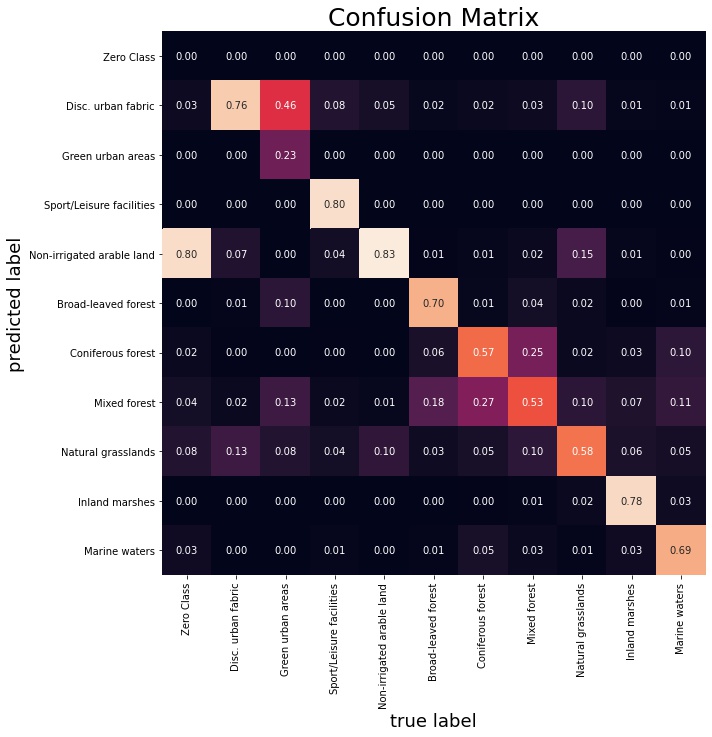 Confusion Matrix
predicted label
Zero Class 0.00 0.00 0.00 0.00 0.00 0.00 0.00 0.00 0.00 0.00 0.00
Disc. urban fabric 0.03 0.76 0.46 0.08 0.05 0.02 0.02 0.03 0.10 0.01 0.01
Green urban areas 0.00 0.00 0.23 0.00 0.00 0.00 0.00 0.00 0.00 0.00 0.00
Sport/Leisure facilities 0.00 0.00 0.00 0.80 0.00 0.00 0.00 0.00 0.00 0.00 0.00
Non-irrigated arable land 0.80 0.07 0.00 0.04 0.83 0.01 0.01 0.02 0.15 0.01 0.00
Broad-leaved forest 0.00 0.01 0.10 0.00 0.00 0.70 0.01 0.04 0.02 0.00 0.01
Coniferous forest 0.02 0.00 0.00 0.00 0.00 0.06 0.57 0.25 0.02 0.03 0.10
Mixed forest 0.04 0.02 0.13 0.02 0.01 0.18 0.27 0.53 0.10 0.07 0.11
Natural grasslands 0.08 0.13 0.08 0.04 0.10 0.03 0.05 0.10 0.58 0.06 0.05
Inland marshes 0.00 0.00 0.00 0.00 0.00 0.00 0.00 0.01 0.02 0.78 0.03
Marine waters 0.03 0.00 0.00 0.01 0.00 0.01 0.05 0.03 0.01 0.03 0.69
Zero Class
Disc. urban fabric
Green urban areas
Sport/Leisure facilities
Non-irrigated arable land
Broad-leaved forest
Coniferous forest
Mixed forest
Natural grasslands
Inland marshes
Marine waters
true label